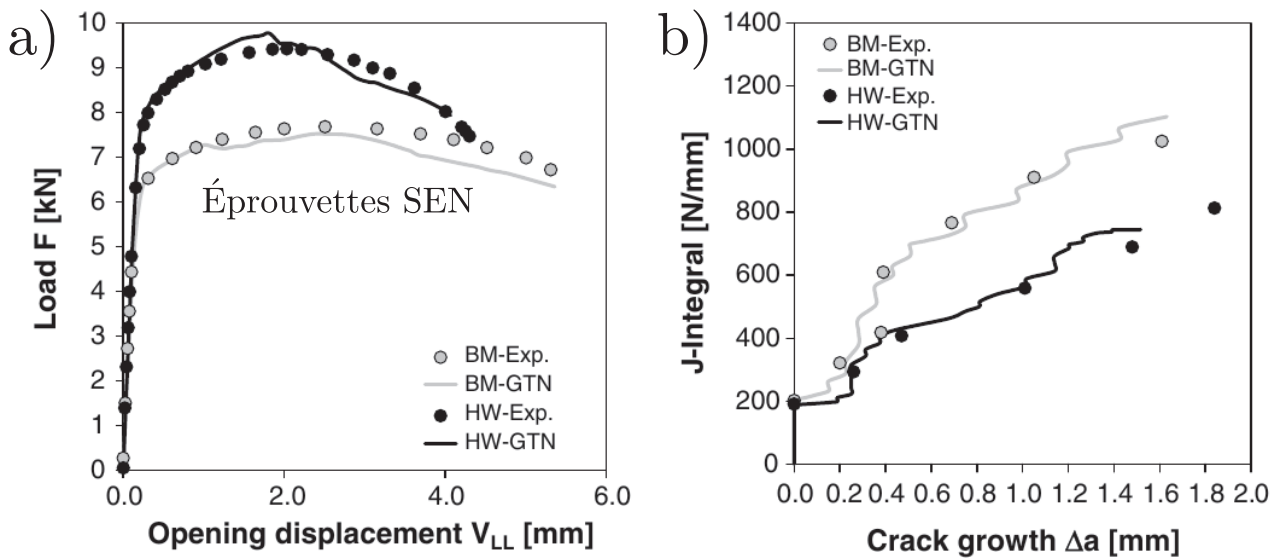 a)
10
9
8
7
6
5
4
3
2
1
0
Load F [kN]
Éprouvettes SEN
BM-Exp.
BM-GTN
HW-Exp.
HW-GTN
0.0 2.0 4.0 6.0
Opening displacement V_LL [mm]
b)
1400
1200
1000
800
600
400
200
0
J-Integral [N/mm]
BM-Exp.
BM-GTN
HW-Exp.
HW-GTN
0.0 0.2 0.4 0.6 0.8 1.0 1.2 1.4 1.6 1.8 2.0
Crack growth Δa [mm]